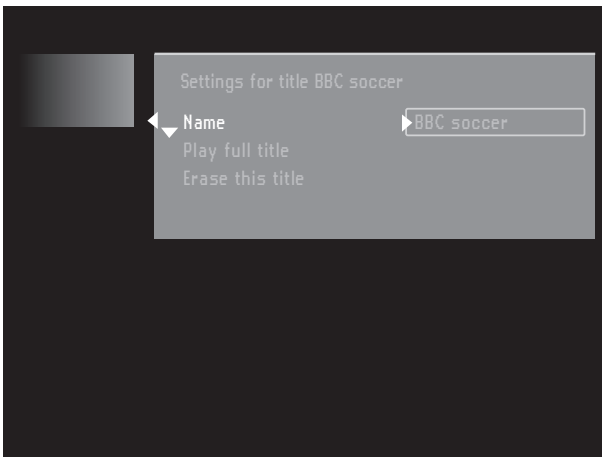 Settings for title BBC soccer
Name BBC soccer
Play full title
Erase this title